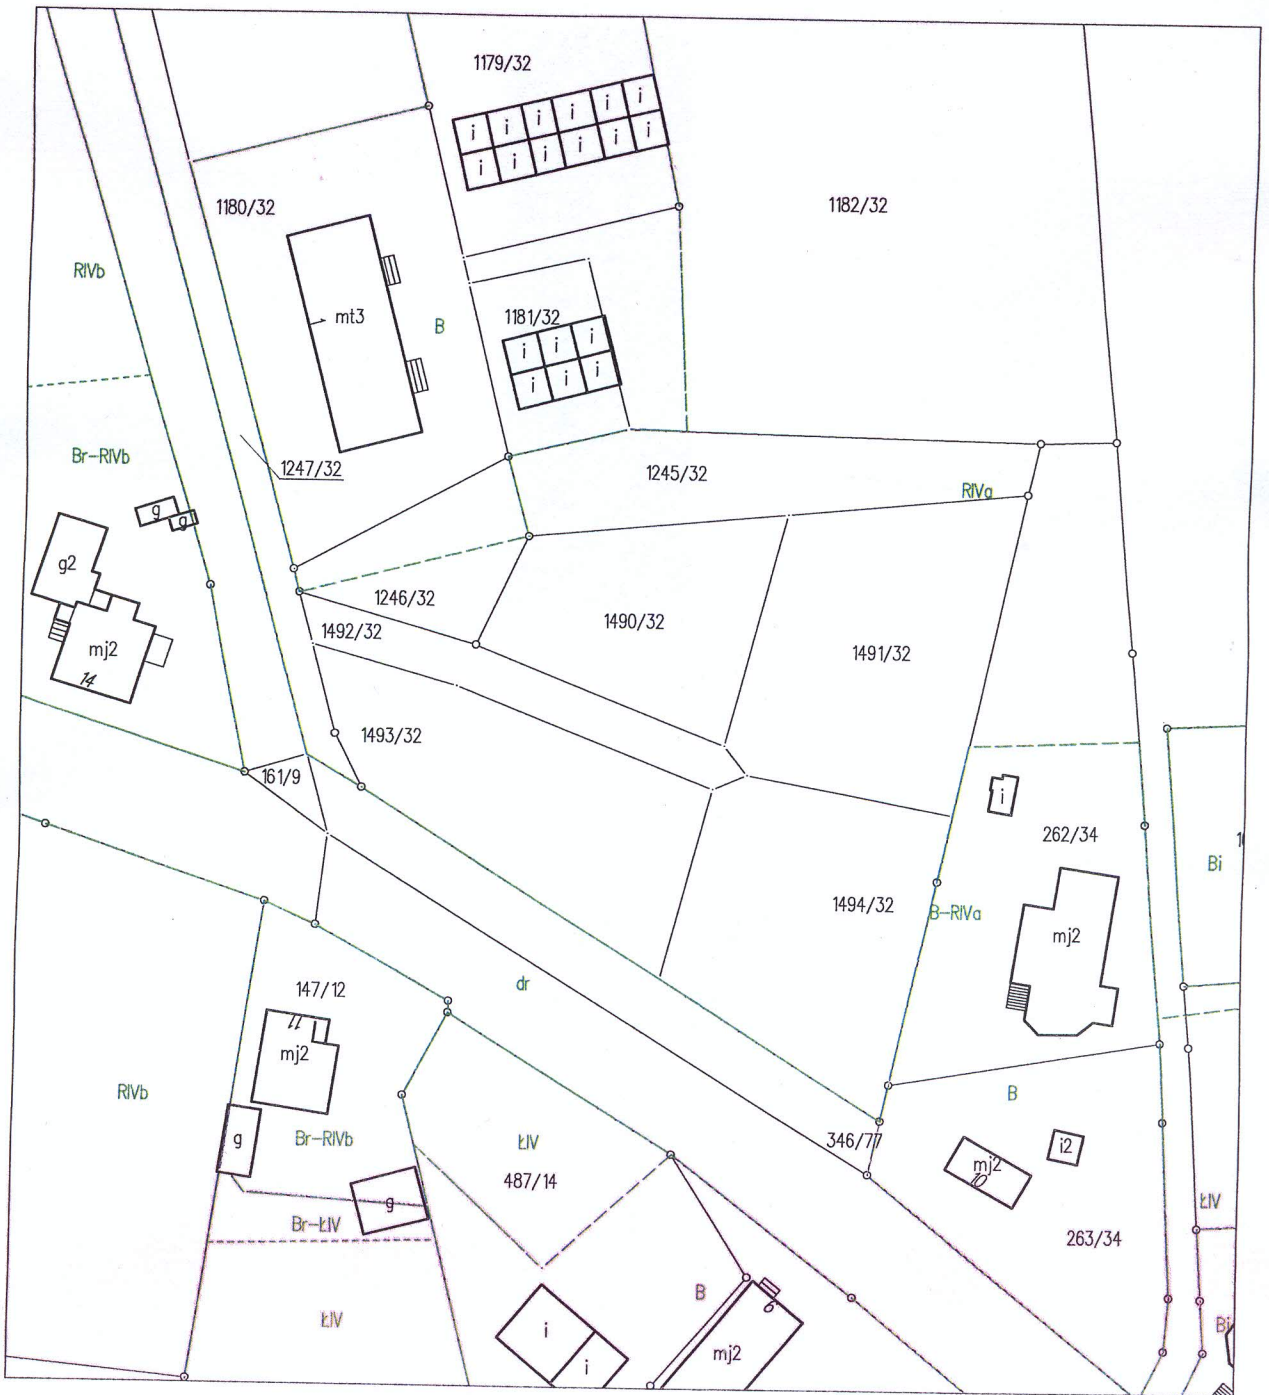 1179/32
i i i i i i
i i i i i i
1180/32
1182/32
RIVb
mt3
B
1181/32
i i i
i i i
Br-RIVb
1247/32
1245/32
RIVa
g
g
g2
1246/32
1490/32
1492/32
1491/32
mj2
14
1493/32
161/9
i
262/34
Bi
1494/32
B-RIVa
mj2
dr
147/12
11
mj2
RIVb
B
g
Br-RIVb
ŁIV
346/77
i2
mj2
10
487/14
g
ŁIV
Br-ŁIV
263/34
B
6
ŁIV
i
i
mj2
Bi